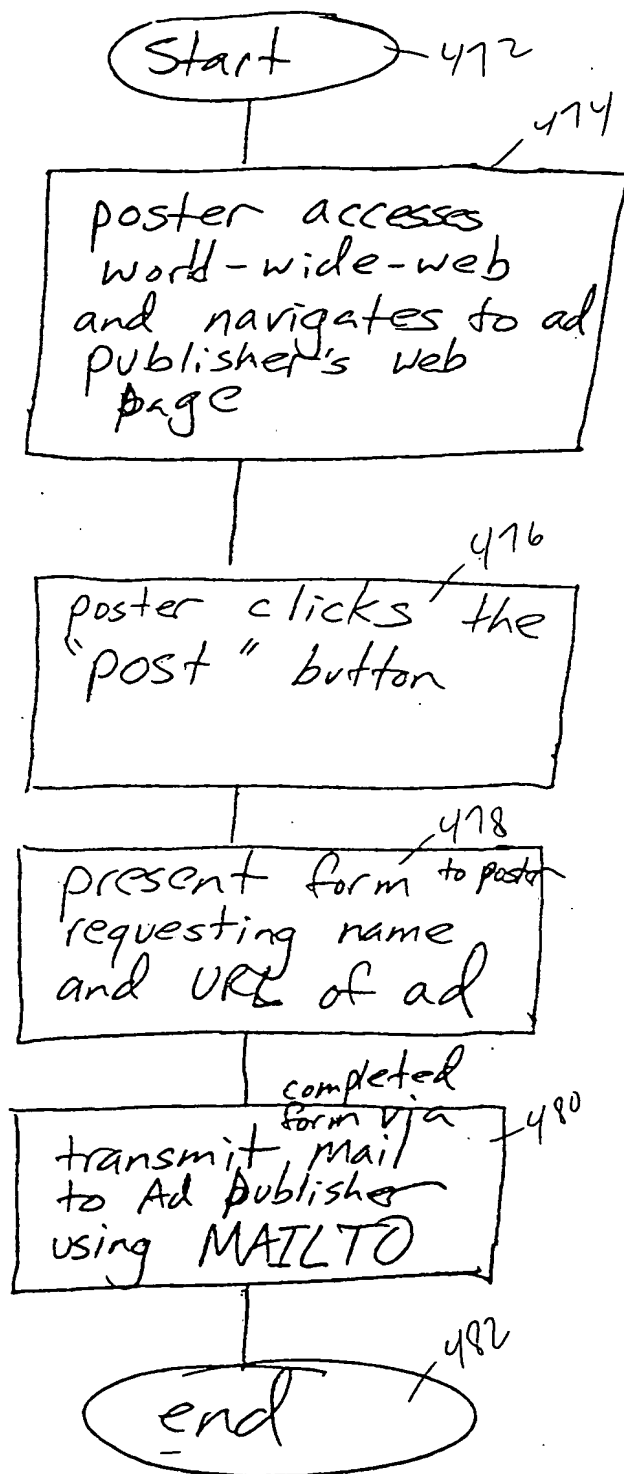 Start
472
474
poster accesses
world-wide-web
and navigates to ad
publisher's web
page
476
poster clicks the
"post" button
478
present form to poster
requesting name
and URL of ad
completed
form via
480
transmit mail
to Ad publisher
using MAILTO
482
end